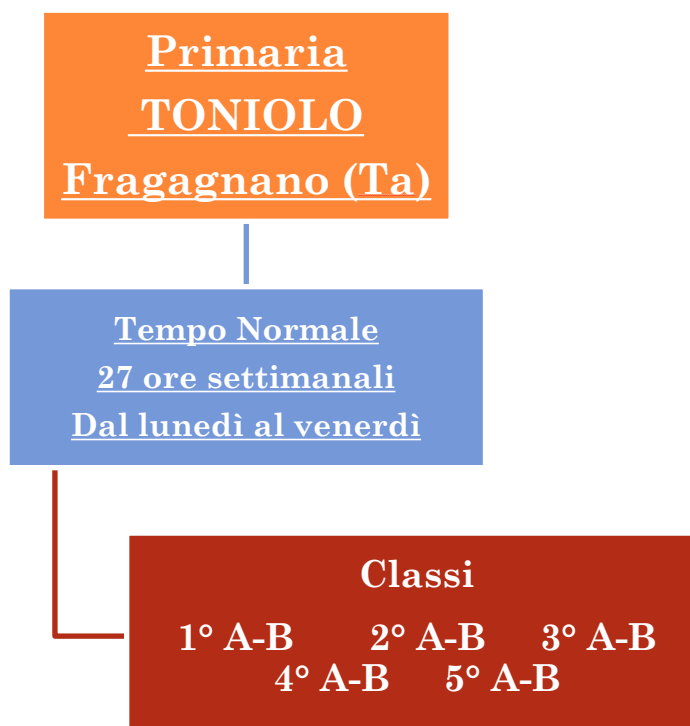 Primaria
TONIOLO
Fragagnano (Ta)
Tempo Normale
27 ore settimanali
Dal lunedì al venerdì
Classi
1° A-B 2° A-B 3° A-B
4° A-B 5° A-B